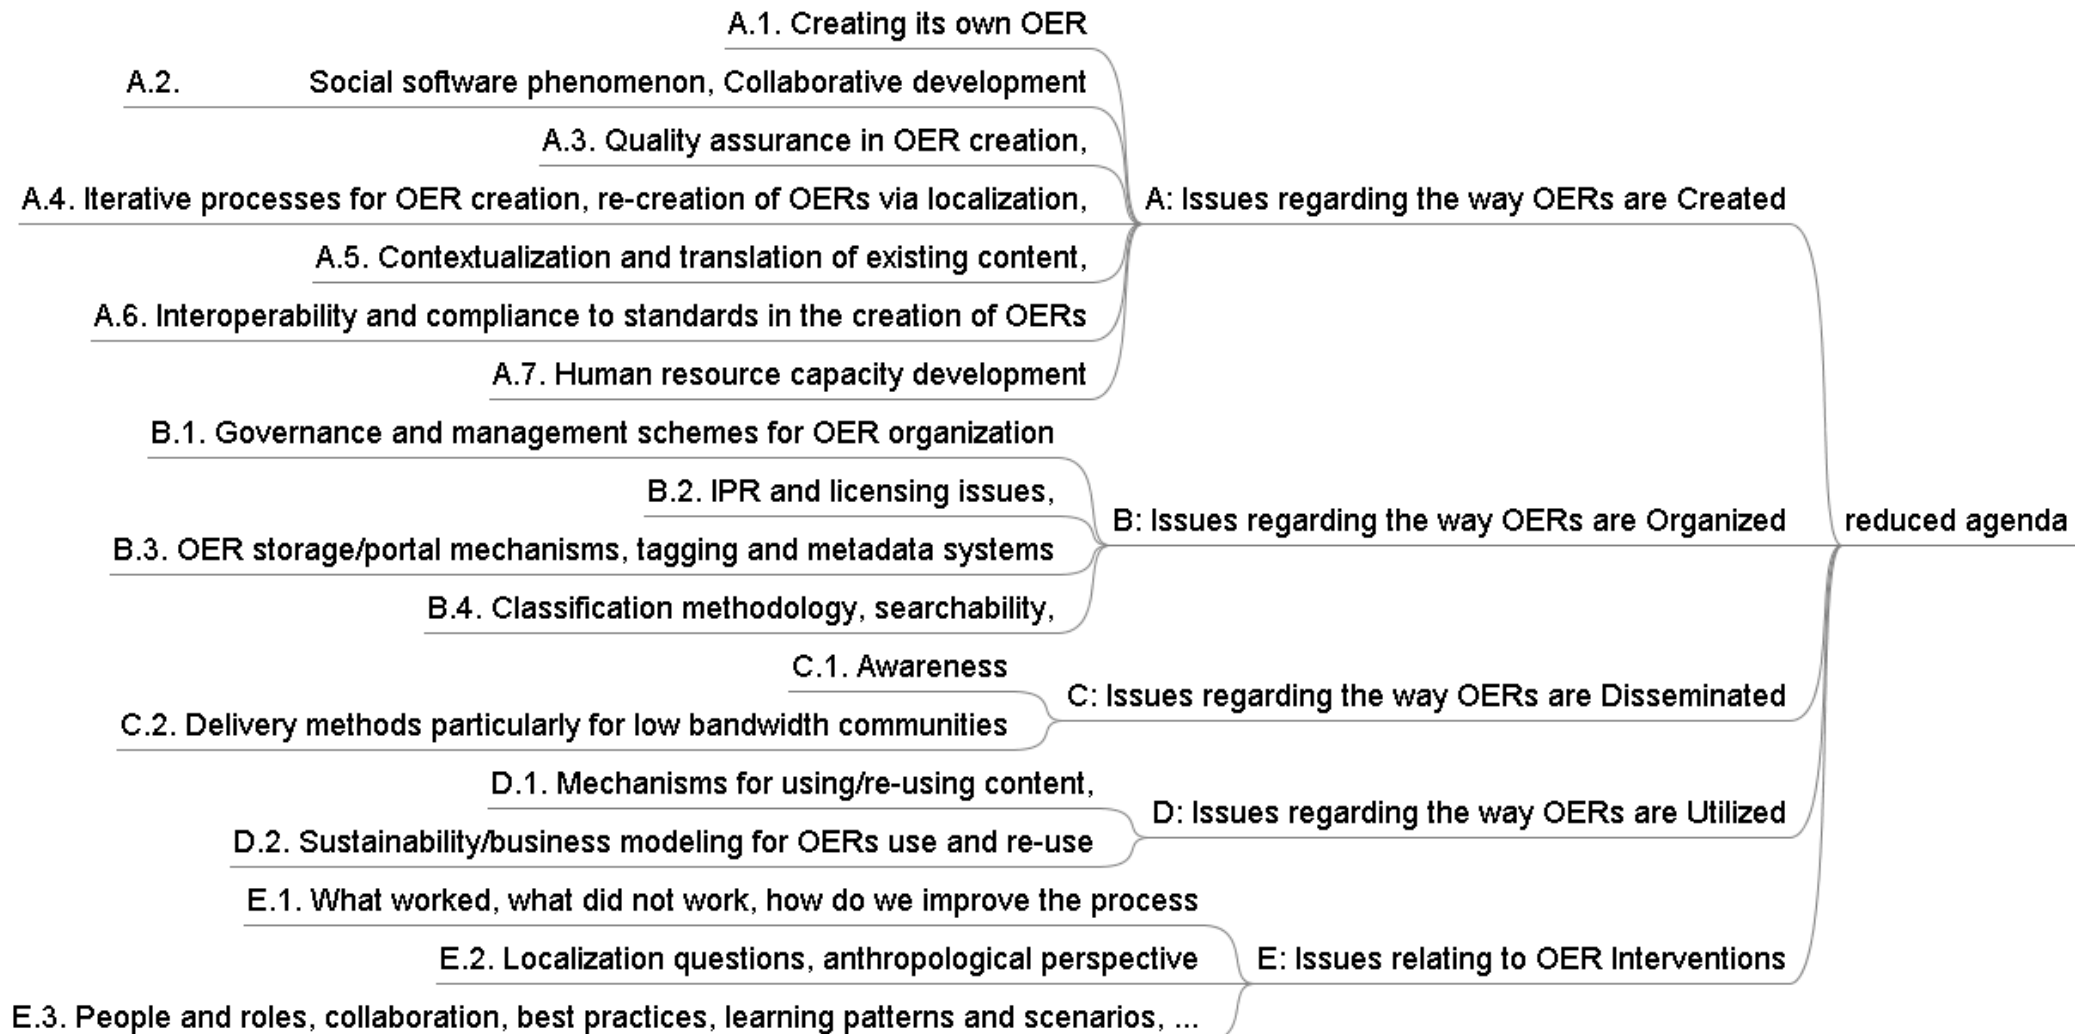 A.1. Creating its own OER
A.2. Social software phenomenon, Collaborative development
A.3. Quality assurance in OER creation,
A.4. Iterative processes for OER creation, re-creation of OERs via localization,
A.5. Contextualization and translation of existing content,
A.6. Interoperability and compliance to standards in the creation of OERs
A.7. Human resource capacity development
A: Issues regarding the way OERs are Created
B.1. Governance and management schemes for OER organization
B.2. IPR and licensing issues,
B.3. OER storage/portal mechanisms, tagging and metadata systems
B.4. Classification methodology, searchability,
B: Issues regarding the way OERs are Organized
C.1. Awareness
C.2. Delivery methods particularly for low bandwidth communities
C: Issues regarding the way OERs are Disseminated
D.1. Mechanisms for using/re-using content,
D.2. Sustainability/business modeling for OERs use and re-use
D: Issues regarding the way OERs are Utilized
E.1. What worked, what did not work, how do we improve the process
E.2. Localization questions, anthropological perspective
E.3. People and roles, collaboration, best practices, learning patterns and scenarios, ...
E: Issues relating to OER Interventions
reduced agenda